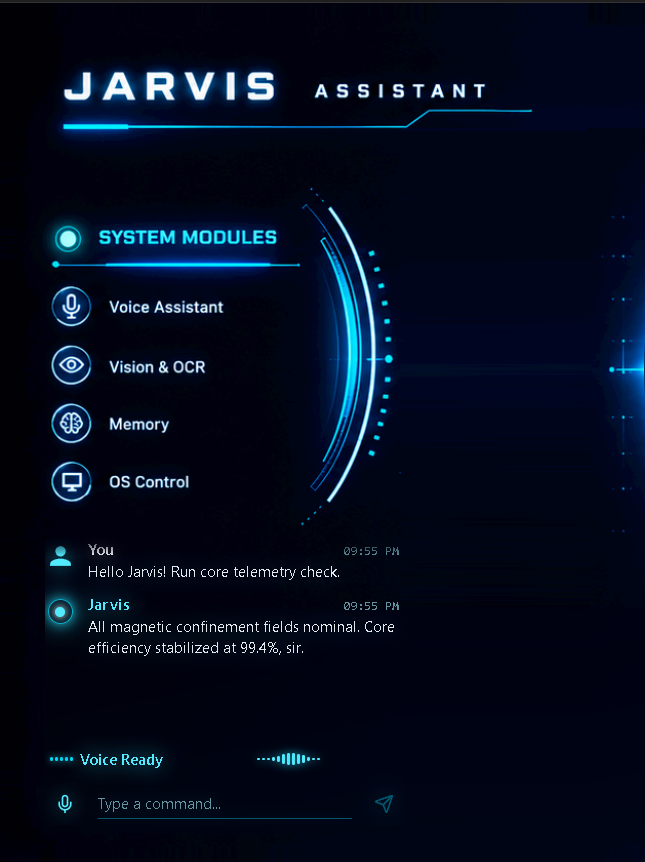 JARVIS ASSISTANT
SYSTEM MODULES
Voice Assistant
Vision & OCR
Memory
OS Control
You 09:55 PM
Hello Jarvis! Run core telemetry check.
Jarvis 09:55 PM
All magnetic confinement fields nominal. Core
efficiency stabilized at 99.4%, sir.
Voice Ready
Type a command...